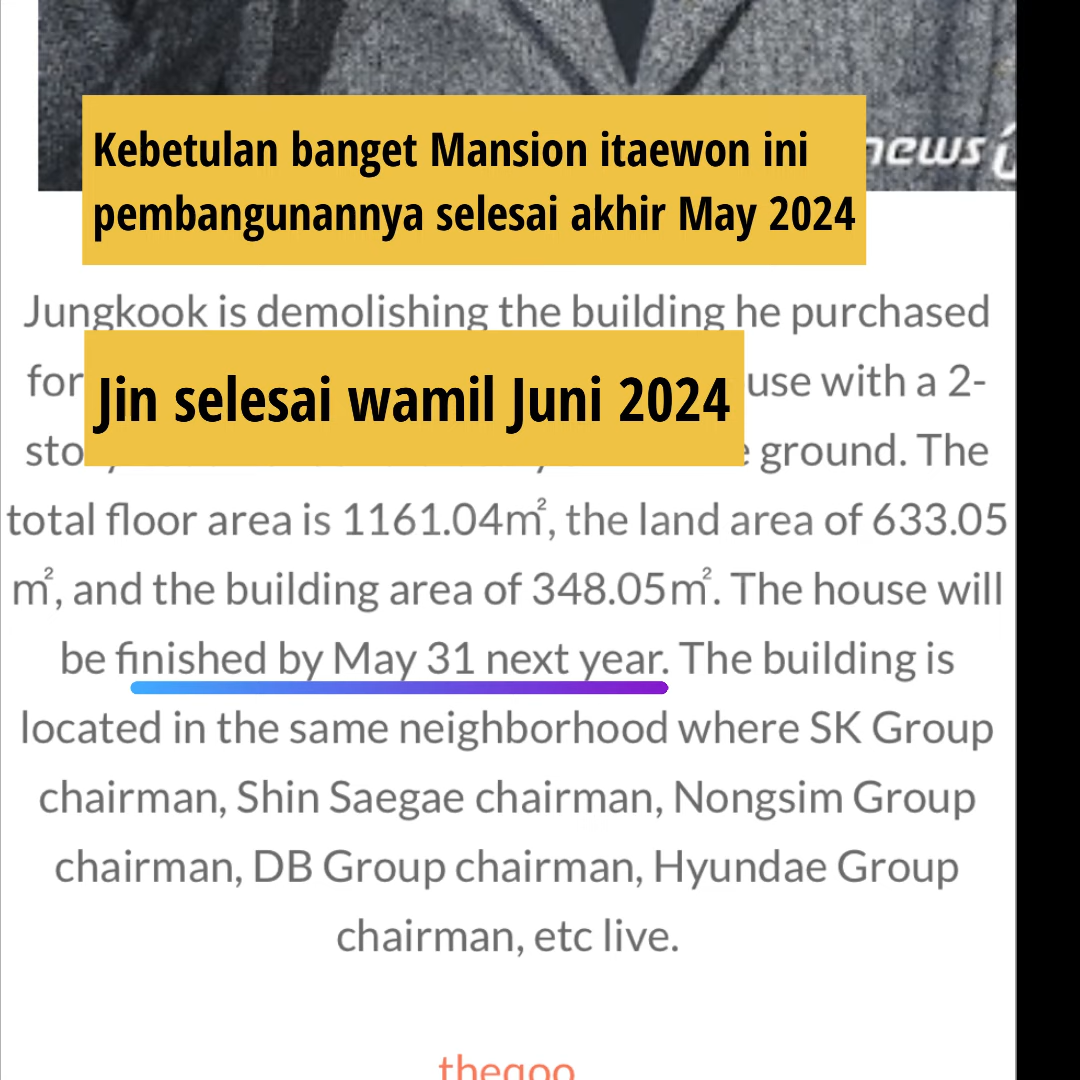 news
Kebetulan banget Mansion itaewon ini
pembangunannya selesai akhir May 2024
Jungkook is demolishing the building he purchased
for use with a 2-
Jin selesai wamil Juni 2024
ground. The
total floor area is 1161.04㎡, the land area of 633.05
㎡, and the building area of 348.05㎡. The house will
be finished by May 31 next year. The building is
located in the same neighborhood where SK Group
chairman, Shin Saegae chairman, Nongsim Group
chairman, DB Group chairman, Hyundae Group
chairman, etc live.
theqoo